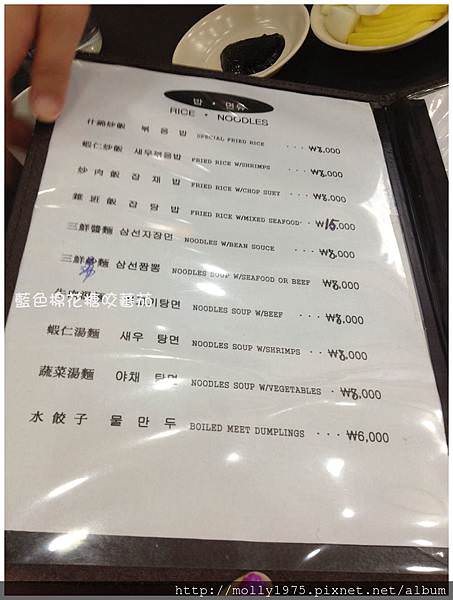 밥 · 면류
RICE · NOODLES
什錦炒飯 볶음밥 SPECIAL FRIED RICE ··· ₩8,000
蝦仁炒飯 새우볶음밥 FRIED RICE W/SHRIMPS ··· ₩8,000
炒肉飯 잡채밥 FRIED RICE W/CHOP SUEY ··· ₩8,000
雜班飯 잡탕밥 FRIED RICE W/MIXED SEAFOOD · ₩15,000
三鮮醬麵 삼선자장면 NOODLES W/BEAN SOUCE ··· ₩8,000
三鮮麵 湯 삼선짬뽕 NOODLES SOUP W/SEAFOOD OR BEEF ₩8,000
탕면 NOODLES SOUP W/BEEF ··· ₩8,000
蝦仁湯麵 새우 탕면 NOODLES SOUP W/SHRIMPS ·· ₩8,000
蔬菜湯麵 야채 탕면 NOODLES SOUP W/VEGETABLES · ₩8,000
水餃子 물만두 BOILED MEET DUMPLINGS ··· ₩6,000
藍色棉花糖咬蕃茄
http://molly1975.pixnet.net/album